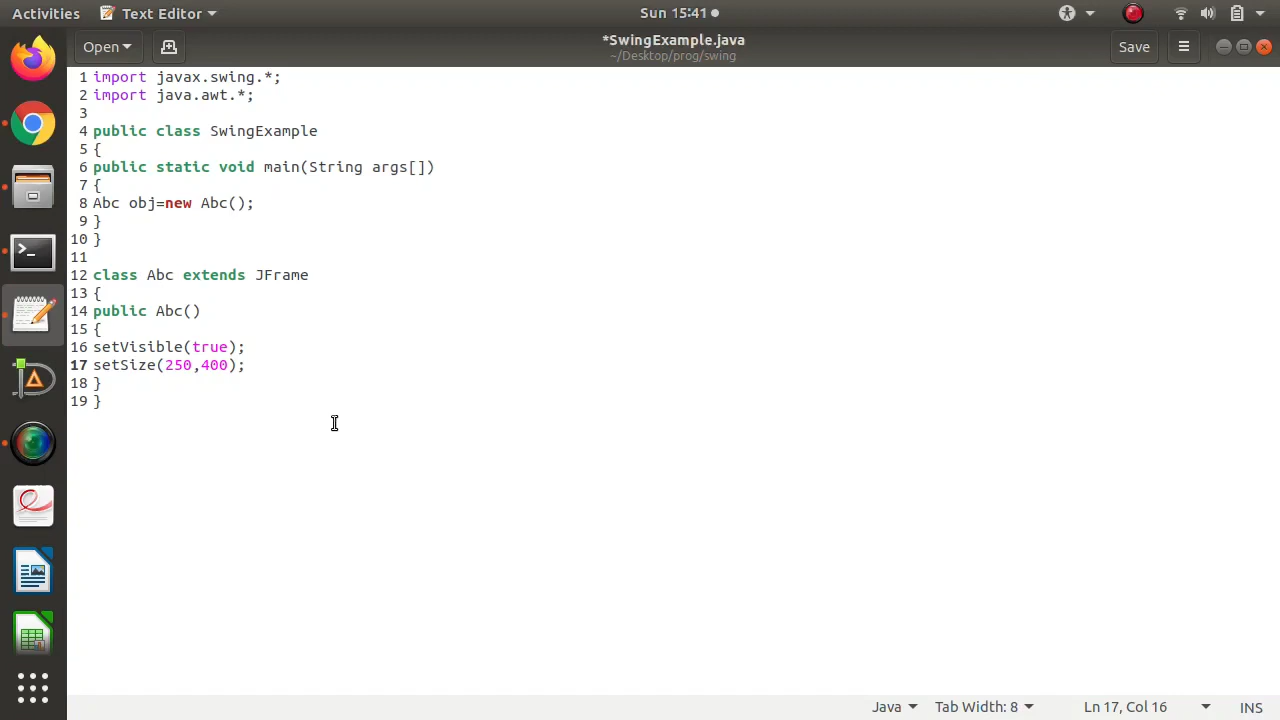 Activities Text Editor Sun 15:41
Open *SwingExample.java Save
~/Desktop/prog/swing
1 import javax.swing.*;
2 import java.awt.*;
3
4 public class SwingExample
5 {
6 public static void main(String args[])
7 {
8 Abc obj=new Abc();
9 }
10 }
11
12 class Abc extends JFrame
13 {
14 public Abc()
15 {
16 setVisible(true);
17 setSize(250,400);
18 }
19 }
Java Tab Width: 8 Ln 17, Col 16 INS